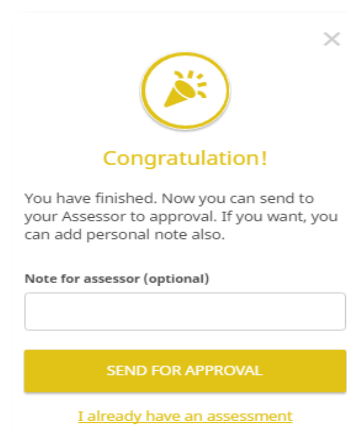 Congratulation!
You have finished. Now you can send to
your Assessor to approval. If you want, you
can add personal note also.
Note for assessor (optional)
SEND FOR APPROVAL
I already have an assessment